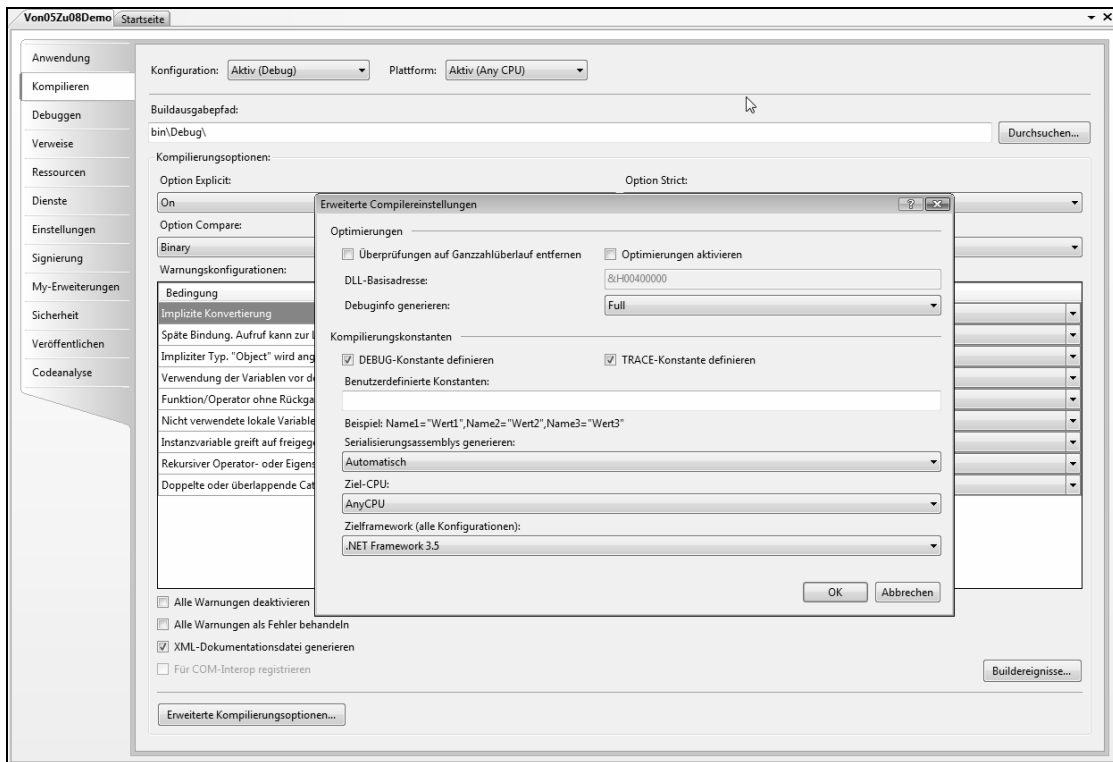 Von05Zu08Demo Startseite
Anwendung
Kompilieren
Debuggen
Verweise
Ressourcen
Dienste
Einstellungen
Signierung
My-Erweiterungen
Sicherheit
Veröffentlichen
Codeanalyse
Konfiguration: Aktiv (Debug) Plattform: Aktiv (Any CPU)
Buildausgabepfad:
bin\Debug\ Durchsuchen...
Kompilierungsoptionen:
Option Explicit: Option Strict:
On
Option Compare:
Binary
Warnungskonfigurationen:
Bedingung
Implizite Konvertierung
Späte Bindung. Aufruf kann zur
Impliziter Typ. "Object" wird ang
Verwendung der Variablen vor de
Funktion/Operator ohne Rückga
Nicht verwendete lokale Variable
Instanzvariable greift auf freigeg
Rekursiver Operator- oder Eigens
Doppelte oder überlappende Cat
Erweiterte Compilereinstellungen
Optimierungen
Überprüfungen auf Ganzzahlüberlauf entfernen Optimierungen aktivieren
DLL-Basisadresse: &H00400000
Debuginfo generieren: Full
Kompilierungskonstanten
DEBUG-Konstante definieren TRACE-Konstante definieren
Benutzerdefinierte Konstanten:
Beispiel: Name1="Wert1",Name2="Wert2",Name3="Wert3"
Serialisierungsassemblys generieren:
Automatisch
Ziel-CPU:
AnyCPU
Zielframework (alle Konfigurationen):
.NET Framework 3.5
OK Abbrechen
Alle Warnungen deaktivieren
Alle Warnungen als Fehler behandeln
XML-Dokumentationsdatei generieren
Für COM-Interop registrieren
Buildereignisse...
Erweiterte Kompilierungsoptionen...